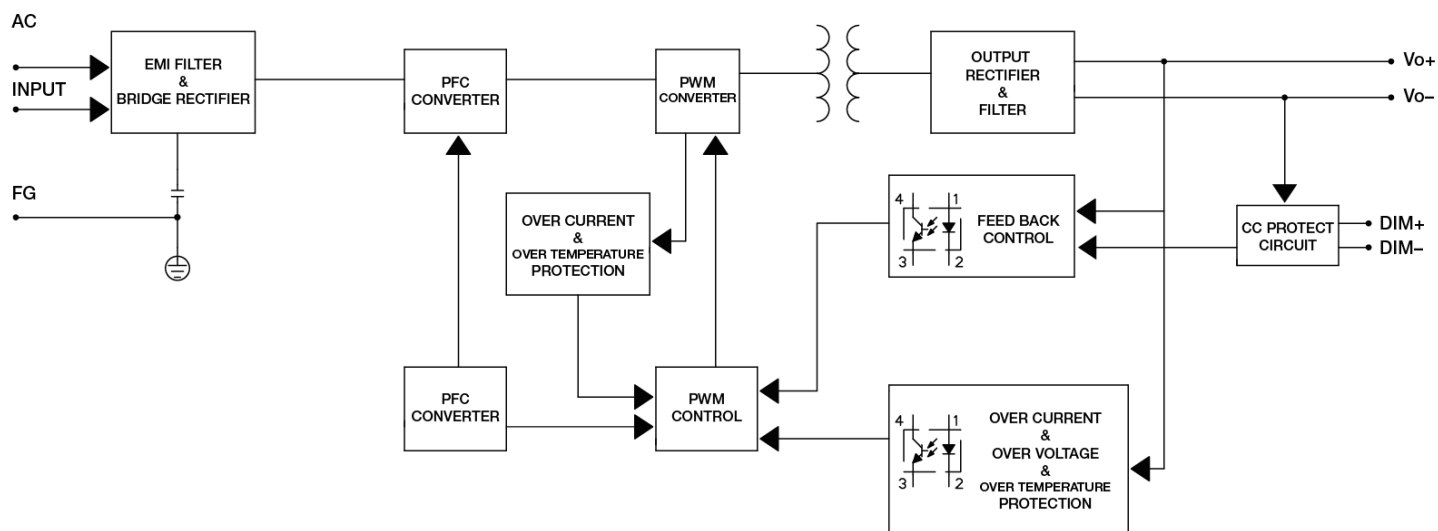 AC
INPUT
FG
EMI FILTER
&
BRIDGE RECTIFIER
PFC
CONVERTER
PWM
CONVERTER
OUTPUT
RECTIFIER
&
FILTER
Vo+
Vo–
OVER CURRENT
&
OVER TEMPERATURE
PROTECTION
4 1
3 2
FEED BACK
CONTROL
CC PROTECT
CIRCUIT
DIM+
DIM–
PFC
CONVERTER
PWM
CONTROL
4 1
3 2
OVER CURRENT
&
OVER VOLTAGE
&
OVER TEMPERATURE
PROTECTION